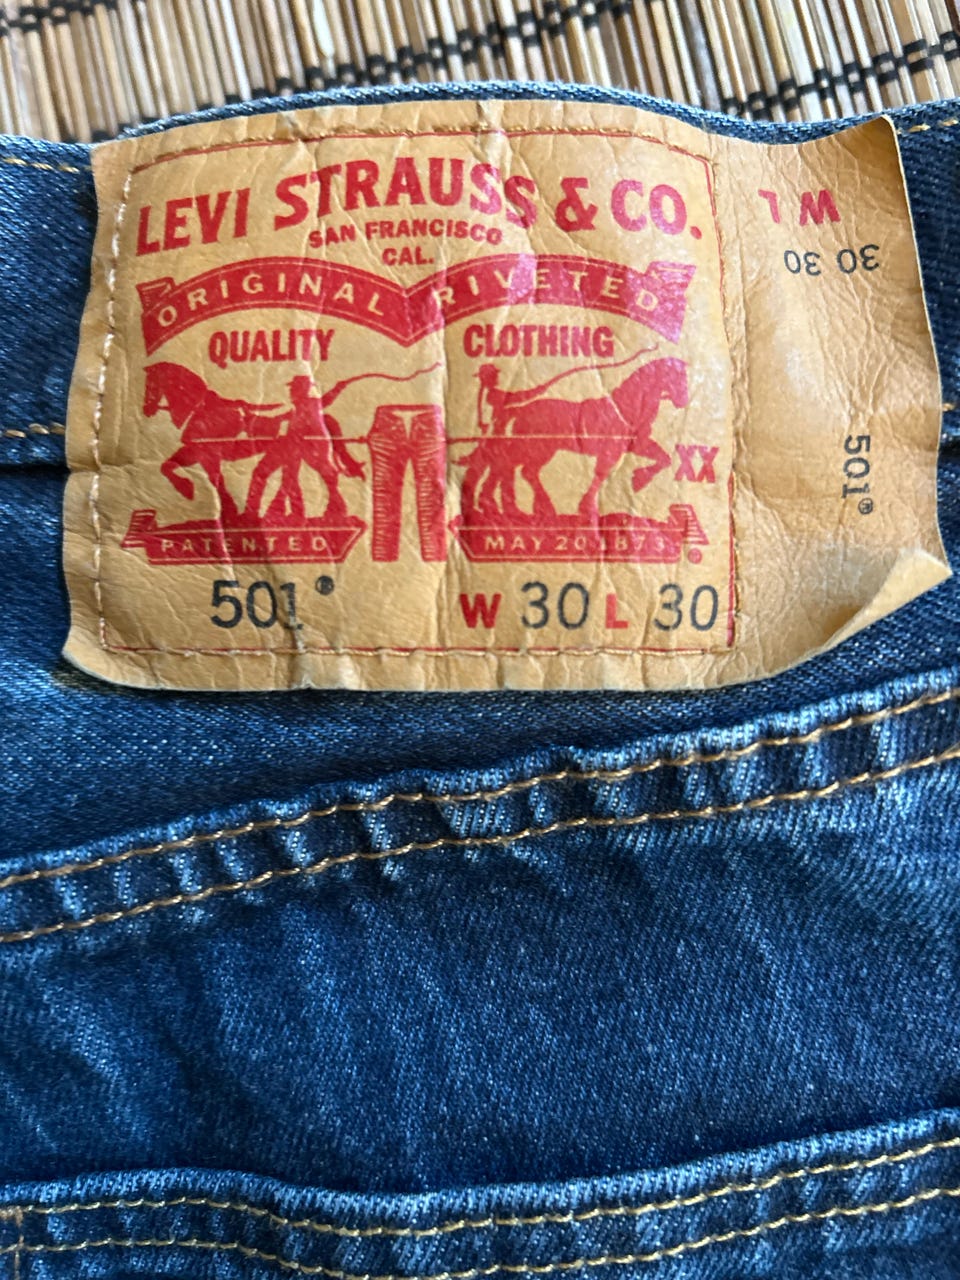 LEVI STRAUSS & CO.
SAN FRANCISCO
CAL.
ORIGINAL RIVETED
QUALITY CLOTHING
XX
PATENTED MAY 20 1873 ®
501® W 30 L 30
W L
30 30
501®